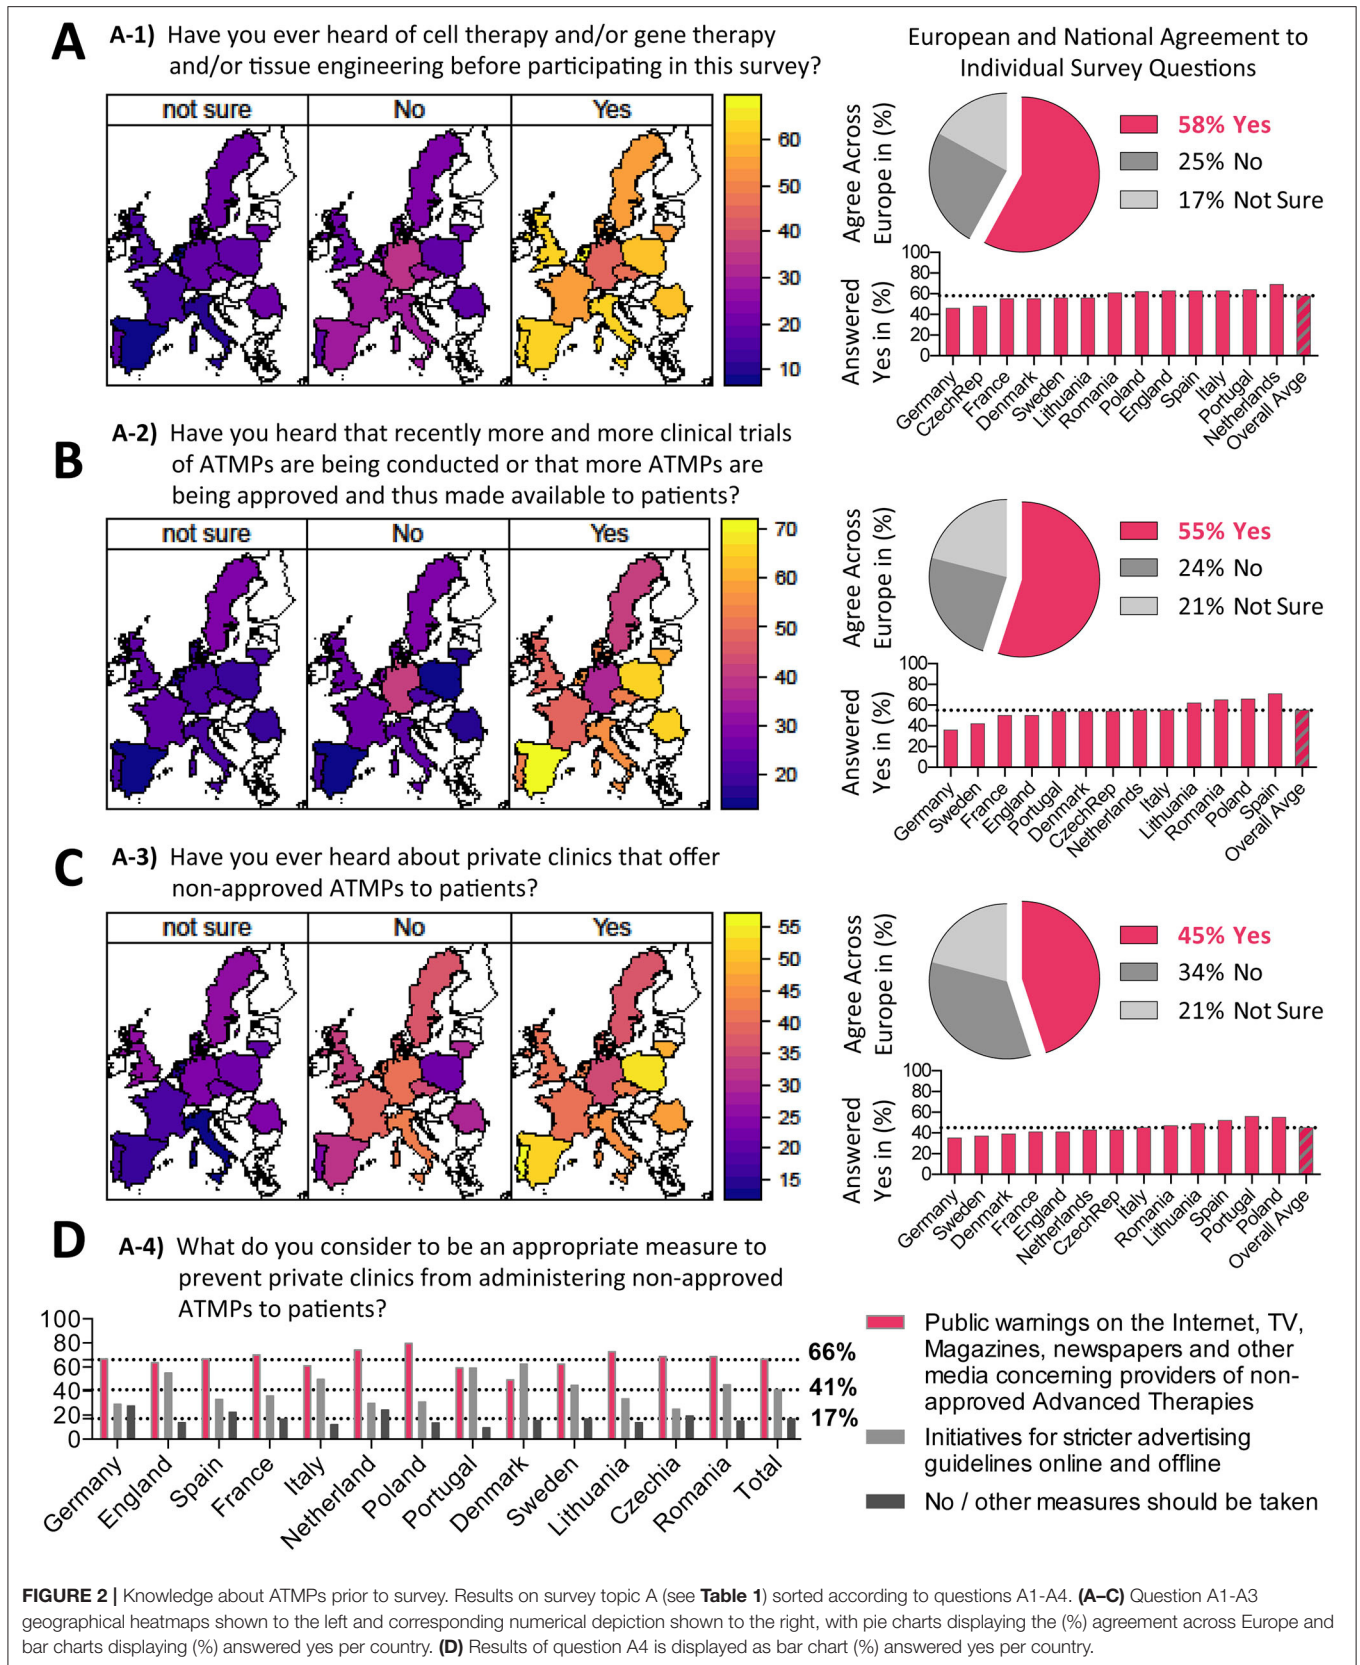 A
A-1) Have you ever heard of cell therapy and/or gene therapy
and/or tissue engineering before participating in this survey?
not sure
No
Yes
60
50
40
30
20
10
European and National Agreement to
Individual Survey Questions
Agree Across
Europe in (%)
58% Yes
25% No
17% Not Sure
Answered
Yes in (%)
100
80
60
40
20
0
Germany
CzechRep
France
Denmark
Sweden
Lithuania
Romania
Poland
England
Spain
Italy
Portugal
Netherlands
Overall Avge
B
A-2) Have you heard that recently more and more clinical trials
of ATMPs are being conducted or that more ATMPs are
being approved and thus made available to patients?
not sure
No
Yes
70
60
50
40
30
20
Agree Across
Europe in (%)
55% Yes
24% No
21% Not Sure
Answered
Yes in (%)
100
80
60
40
20
0
Germany
Sweden
France
England
Portugal
Denmark
CzechRep
Netherlands
Italy
Lithuania
Romania
Poland
Spain
Overall Avge
C
A-3) Have you ever heard about private clinics that offer
non-approved ATMPs to patients?
not sure
No
Yes
55
50
45
40
35
30
25
20
15
Agree Across
Europe in (%)
45% Yes
34% No
21% Not Sure
Answered
Yes in (%)
100
80
60
40
20
0
Germany
Sweden
Denmark
France
England
Netherlands
CzechRep
Italy
Romania
Lithuania
Spain
Portugal
Poland
Overall Avge
D
A-4) What do you consider to be an appropriate measure to
prevent private clinics from administering non-approved
ATMPs to patients?
100
80
60
40
20
0
66%
41%
17%
Germany
England
Spain
France
Italy
Netherland
Poland
Portugal
Denmark
Sweden
Lithuania
Czechia
Romania
Total
Public warnings on the Internet, TV,
Magazines, newspapers and other
media concerning providers of non-
approved Advanced Therapies
Initiatives for stricter advertising
guidelines online and offline
No / other measures should be taken
FIGURE 2 | Knowledge about ATMPs prior to survey. Results on survey topic A (see Table 1) sorted according to questions A1-A4. (A–C) Question A1-A3
geographical heatmaps shown to the left and corresponding numerical depiction shown to the right, with pie charts displaying the (%) agreement across Europe and
bar charts displaying (%) answered yes per country. (D) Results of question A4 is displayed as bar chart (%) answered yes per country.